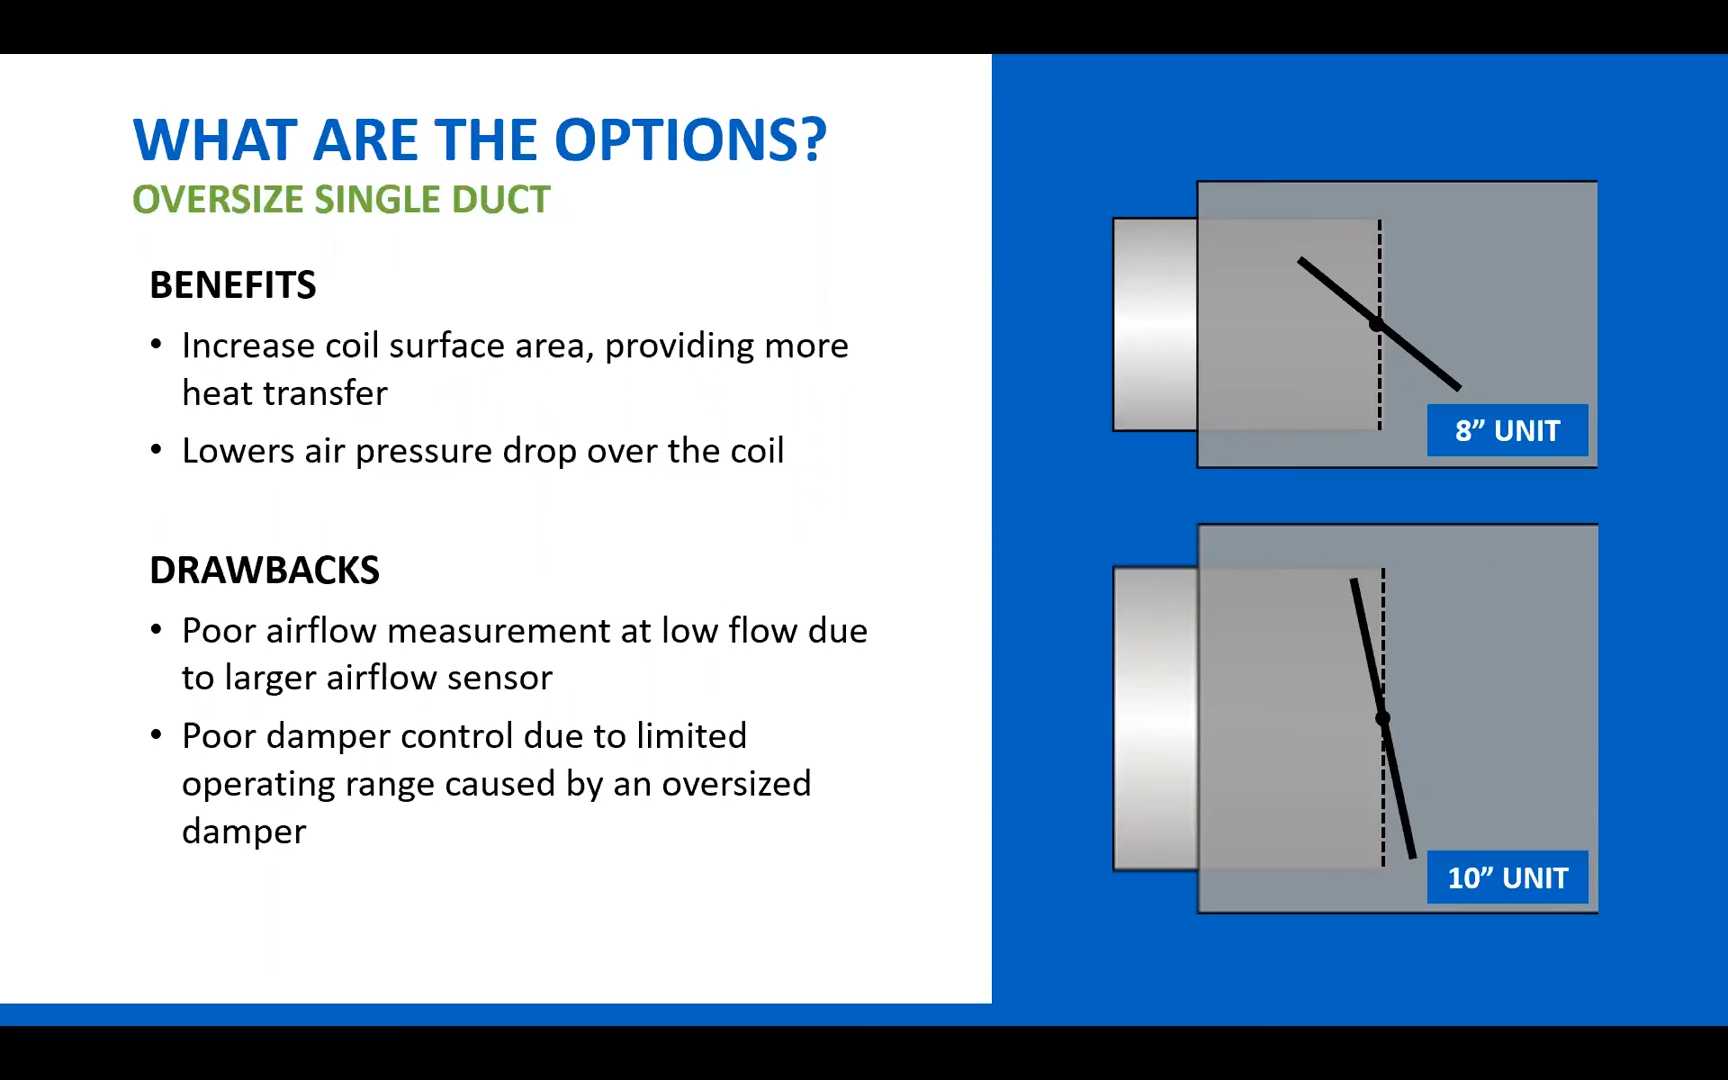 WHAT ARE THE OPTIONS?
OVERSIZE SINGLE DUCT
BENEFITS
• Increase coil surface area, providing more
heat transfer
• Lowers air pressure drop over the coil
DRAWBACKS
• Poor airflow measurement at low flow due
to larger airflow sensor
• Poor damper control due to limited
operating range caused by an oversized
damper
8” UNIT
10” UNIT